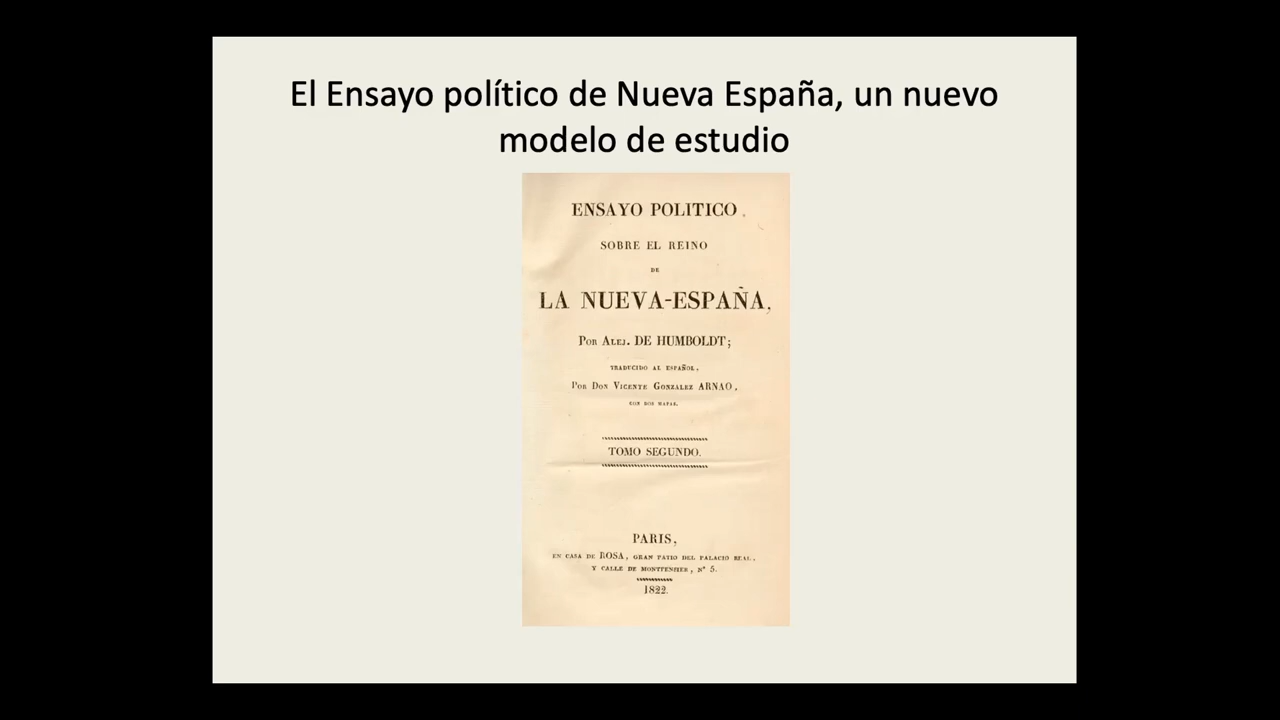 El Ensayo político de Nueva España, un nuevo
modelo de estudio
ENSAYO POLITICO
SOBRE EL REINO
DE
LA NUEVA-ESPAÑA,
POR ALEJ. DE HUMBOLDT;
TRADUCIDO AL ESPAÑOL,
POR DON VICENTE GONZALEZ ARNAO,
CON DOS MAPAS.
TOMO SEGUNDO.
PARIS,
EN CASA DE ROSA, GRAN PATIO DEL PALACIO REAL,
Y CALLE DE MONTPENSIER, Nº 5.
1822.